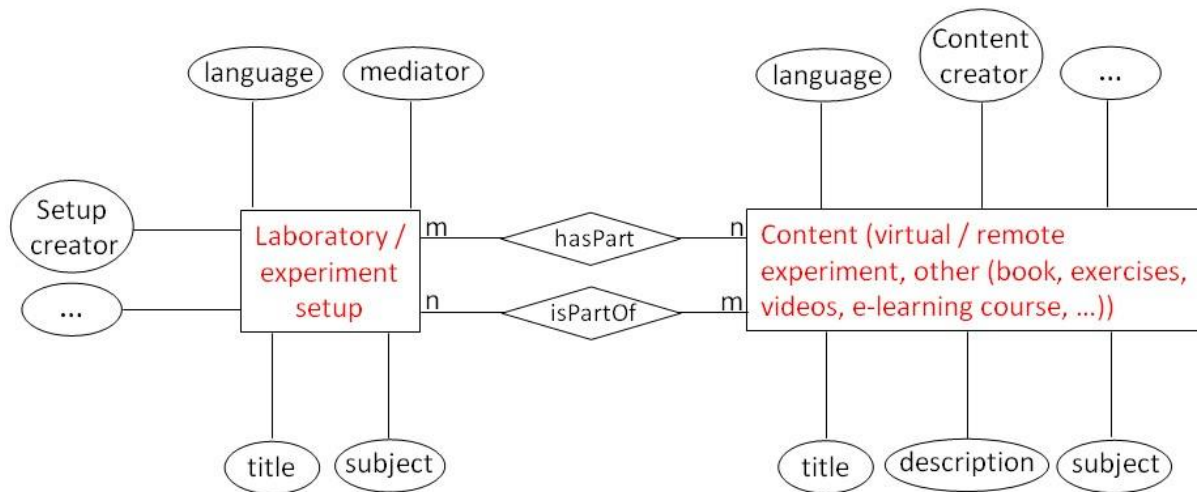 language
mediator
language
Content
creator
...
Setup
creator
...
Laboratory /
experiment
setup
m
hasPart
n
n
isPartOf
m
Content (virtual / remote
experiment, other (book, exercises,
videos, e-learning course, ...))
title
subject
title
description
subject